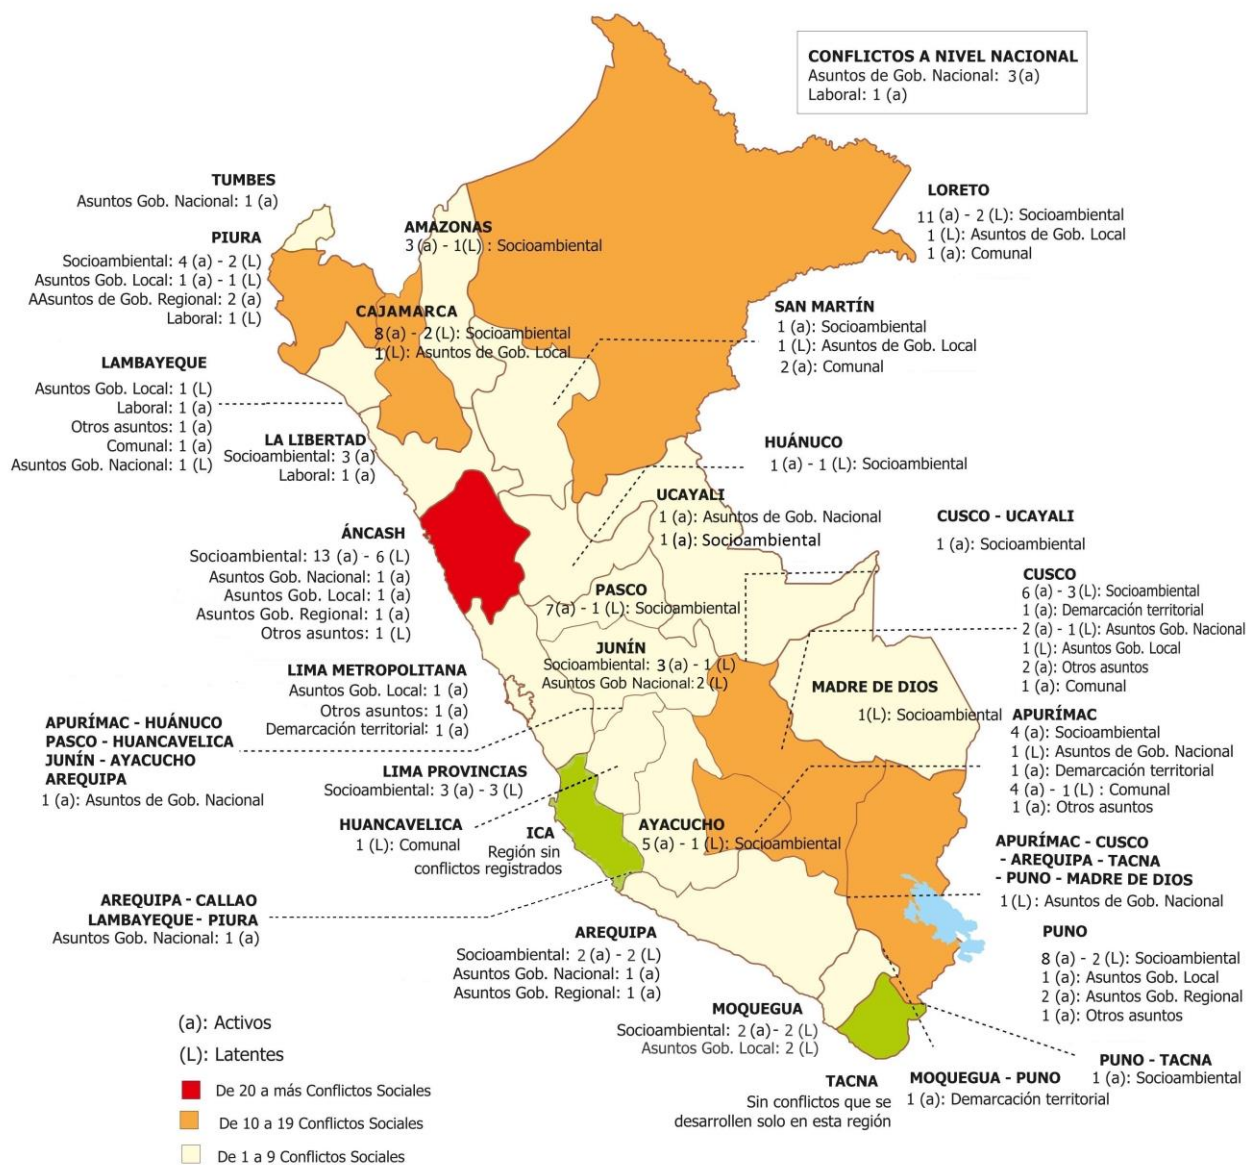 CONFLICTOS A NIVEL NACIONAL
Asuntos de Gob. Nacional: 3 (a)
Laboral: 1 (a)
TUMBES
Asuntos Gob. Nacional: 1 (a)
PIURA
Socioambiental: 4 (a) - 2 (L)
Asuntos Gob. Local: 1 (a) - 1 (L)
AAsuntos de Gob. Regional: 2 (a)
Laboral: 1 (L)
AMAZONAS
3 (a) - 1(L) : Socioambiental
LORETO
11 (a) - 2 (L): Socioambiental
1 (L): Asuntos de Gob. Local
1 (a): Comunal
CAJAMARCA
8 (a) - 2 (L): Socioambiental
1(L): Asuntos de Gob. Local
SAN MARTÍN
1 (a): Socioambiental
1 (L): Asuntos de Gob. Local
2 (a): Comunal
LAMBAYEQUE
Asuntos Gob. Local: 1 (L)
Laboral: 1 (a)
Otros asuntos: 1 (a)
Comunal: 1 (a)
Asuntos Gob. Nacional: 1 (L)
LA LIBERTAD
Socioambiental: 3 (a)
Laboral: 1 (a)
HUÁNUCO
1 (a) - 1 (L): Socioambiental
UCAYALI
1 (a): Asuntos de Gob. Nacional
1 (a): Socioambiental
CUSCO - UCAYALI
1 (a): Socioambiental
ÁNCASH
Socioambiental: 13 (a) - 6 (L)
Asuntos Gob. Nacional: 1 (a)
Asuntos Gob. Local: 1 (a)
Asuntos Gob. Regional: 1 (a)
Otros asuntos: 1 (L)
PASCO
7(a) - 1 (L): Socioambiental
CUSCO
6 (a) - 3 (L): Socioambiental
1 (a): Demarcación territorial
2 (a) - 1 (L): Asuntos Gob. Nacional
1 (L): Asuntos Gob. Local
2 (a): Otros asuntos
1 (a): Comunal
JUNÍN
Socioambiental: 3 (a) - 1 (L)
Asuntos Gob Nacional: 2 (L)
LIMA METROPOLITANA
Asuntos Gob. Local: 1 (a)
Otros asuntos: 1 (a)
Demarcación territorial: 1 (a)
MADRE DE DIOS
1(L): Socioambiental
APURÍMAC - HUÁNUCO
PASCO - HUANCAVELICA
JUNÍN - AYACUCHO
AREQUIPA
1 (a): Asuntos de Gob. Nacional
APURÍMAC
4 (a): Socioambiental
1 (L): Asuntos de Gob. Nacional
1 (a): Demarcación territorial
4 (a) - 1 (L) : Comunal
1 (a): Otros asuntos
LIMA PROVINCIAS
Socioambiental: 3 (a) - 3 (L)
HUANCAVELICA
1 (L): Comunal
ICA
Región sin
conflictos registrados
AYACUCHO
5 (a) - 1 (L): Socioambiental
APURÍMAC - CUSCO
- AREQUIPA - TACNA
- PUNO - MADRE DE DIOS
1 (L): Asuntos de Gob. Nacional
AREQUIPA - CALLAO
LAMBAYEQUE - PIURA
Asuntos Gob. Nacional: 1 (a)
AREQUIPA
Socioambiental: 2 (a) - 2 (L)
Asuntos Gob. Nacional: 1 (a)
Asuntos Gob. Regional: 1 (a)
PUNO
8 (a) - 2 (L): Socioambiental
1 (a): Asuntos Gob. Local
2 (a): Asuntos Gob. Regional
1 (a): Otros asuntos
MOQUEGUA
Socioambiental: 2 (a)- 2 (L)
Asuntos Gob. Local: 2 (L)
PUNO - TACNA
1 (a): Socioambiental
TACNA
Sin conflictos que se
desarrollen solo en esta región
MOQUEGUA - PUNO
1 (a): Demarcación territorial
(a): Activos
(L): Latentes
De 20 a más Conflictos Sociales
De 10 a 19 Conflictos Sociales
De 1 a 9 Conflictos Sociales